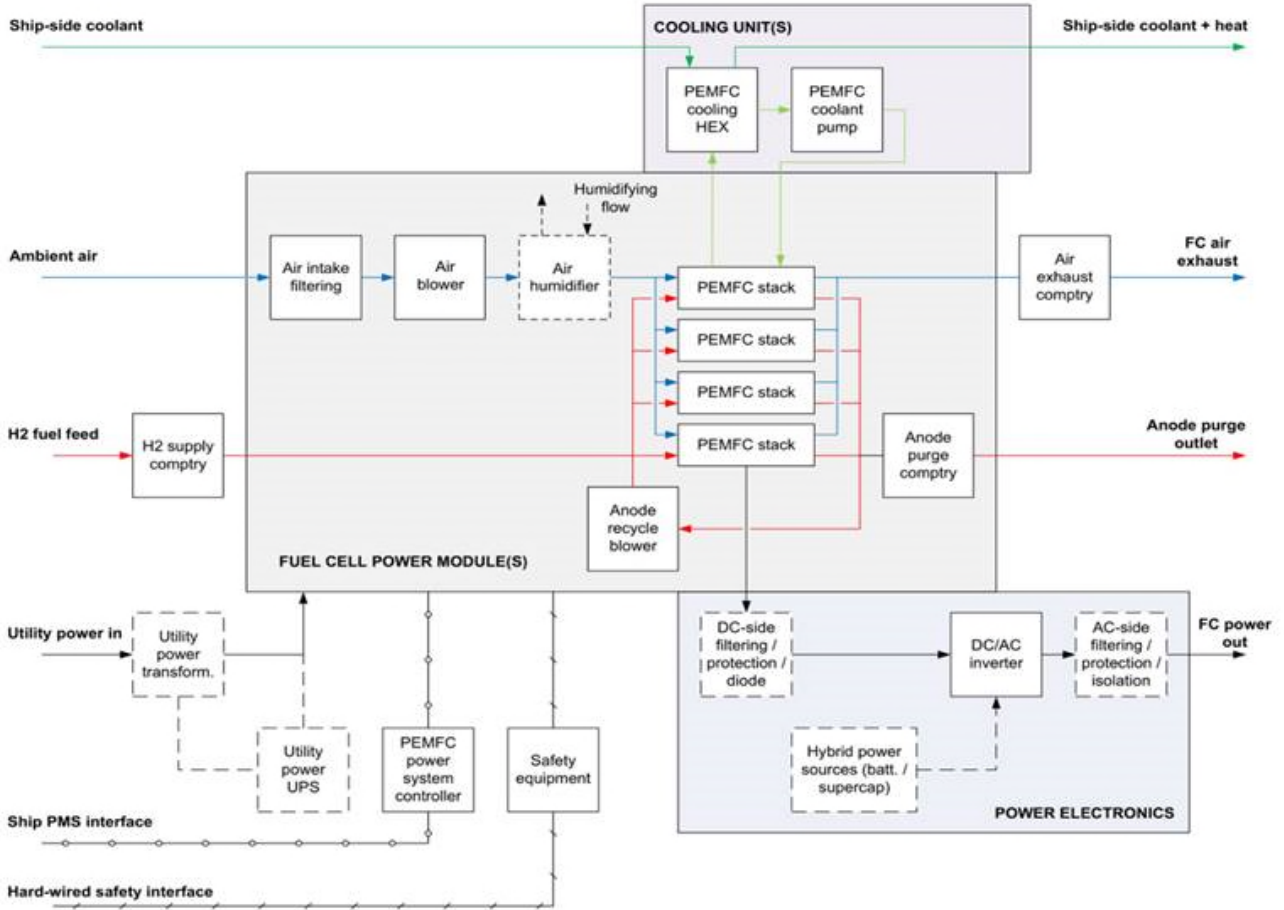 Ship-side coolant
COOLING UNIT(S)
Ship-side coolant + heat
PEMFC
cooling
HEX
PEMFC
coolant
pump
Humidifying
flow
Ambient air
Air intake
filtering
Air
blower
Air
humidifier
PEMFC stack
Air
exhaust
comptry
FC air
exhaust
PEMFC stack
PEMFC stack
PEMFC stack
H2 fuel feed
H2 supply
comptry
Anode
purge
comptry
Anode purge
outlet
Anode
recycle
blower
FUEL CELL POWER MODULE(S)
Utility power in
Utility
power
transform.
DC-side
filtering /
protection /
diode
DC/AC
inverter
AC-side
filtering /
protection /
isolation
FC power
out
Utility
power
UPS
PEMFC
power
system
controller
Safety
equipment
Hybrid power
sources (batt. /
supercap)
POWER ELECTRONICS
Ship PMS interface
Hard-wired safety interface